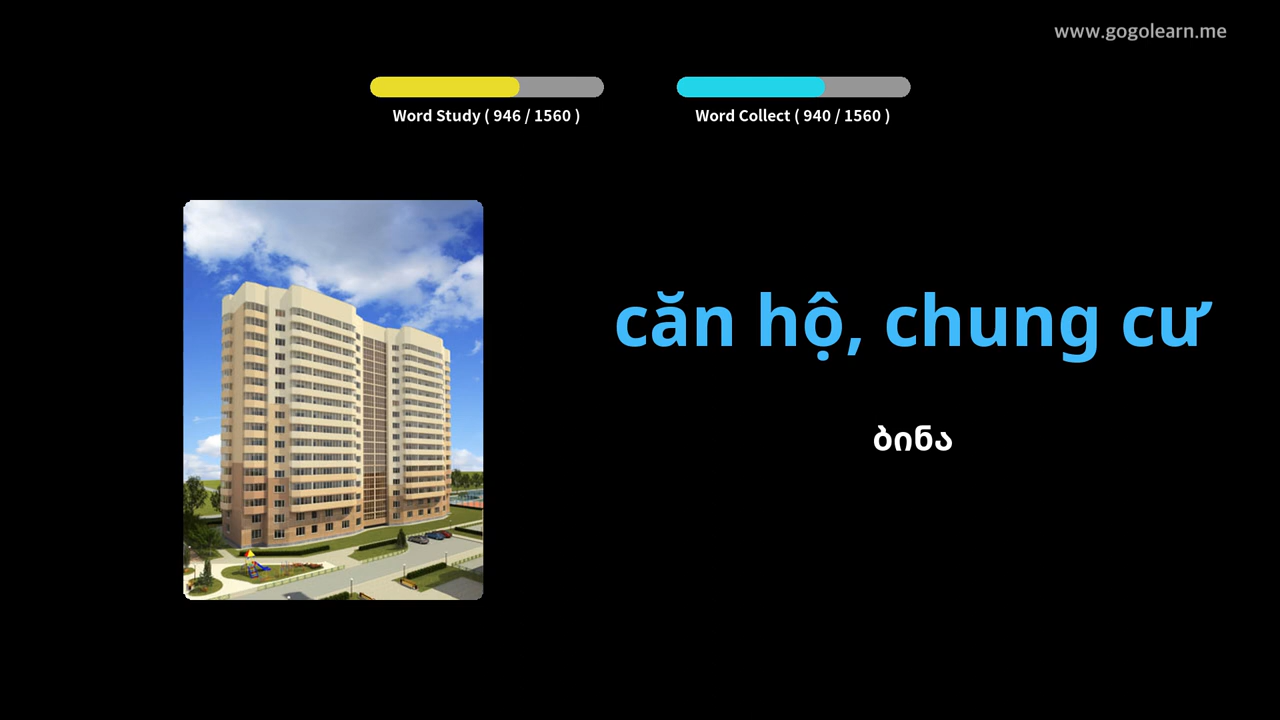 www.gogolearn.me
Word Study ( 946 / 1560 )
Word Collect ( 940 / 1560 )
căn hộ, chung cư
ბინა